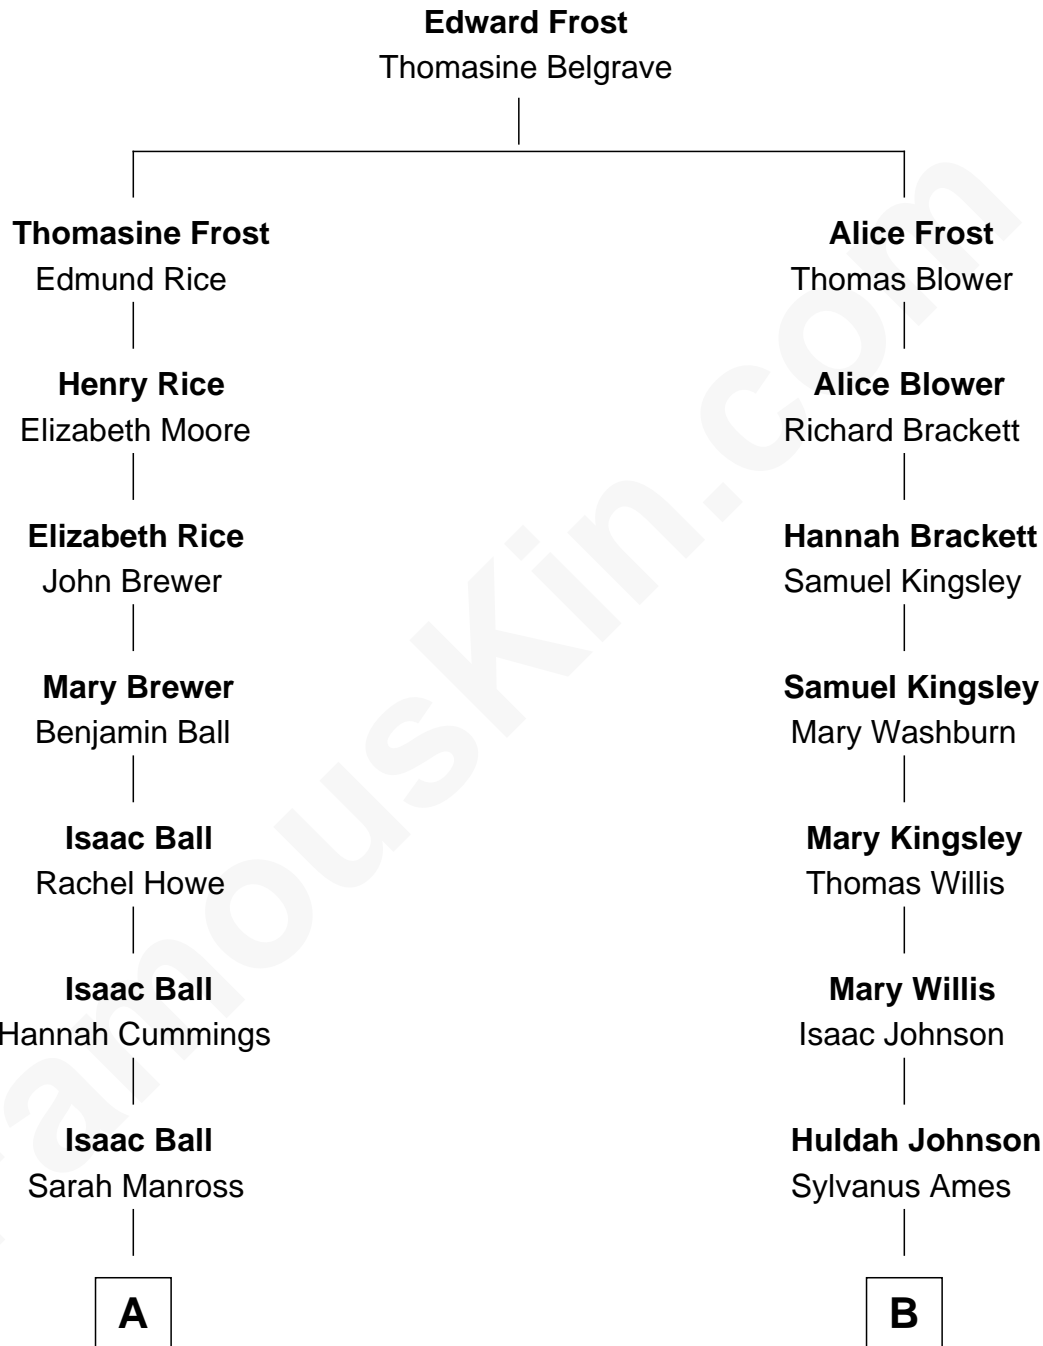 Edward Frost
Thomasine Belgrave
Thomasine Frost
Edmund Rice
Alice Frost
Thomas Blower
Henry Rice
Elizabeth Moore
Alice Blower
Richard Brackett
Elizabeth Rice
John Brewer
Hannah Brackett
Samuel Kingsley
Mary Brewer
Benjamin Ball
Samuel Kingsley
Mary Washburn
Isaac Ball
Rachel Howe
Mary Kingsley
Thomas Willis
Isaac Ball
Hannah Cummings
Mary Willis
Isaac Johnson
Isaac Ball
Sarah Manross
Huldah Johnson
Sylvanus Ames
A
B
FamousKin.com